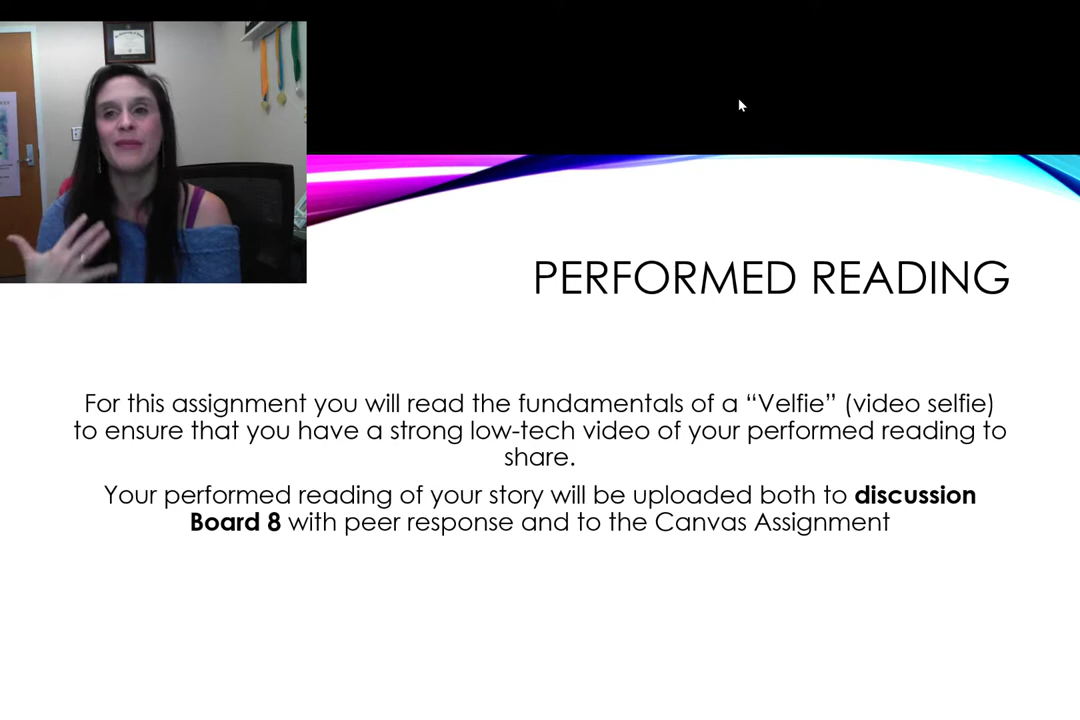 PERFORMED READING
For this assignment you will read the fundamentals of a “Velfie” (video selfie)
to ensure that you have a strong low-tech video of your performed reading to
share.
Your performed reading of your story will be uploaded both to discussion
Board 8 with peer response and to the Canvas Assignment